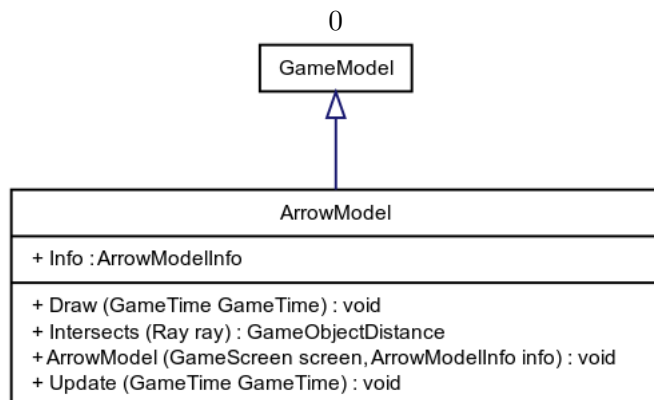 0
GameModel
ArrowModel
+ Info : ArrowModelInfo
+ Draw (GameTime GameTime) : void
+ Intersects (Ray ray) : GameObjectDistance
+ ArrowModel (GameScreen screen, ArrowModelInfo info) : void
+ Update (GameTime GameTime) : void